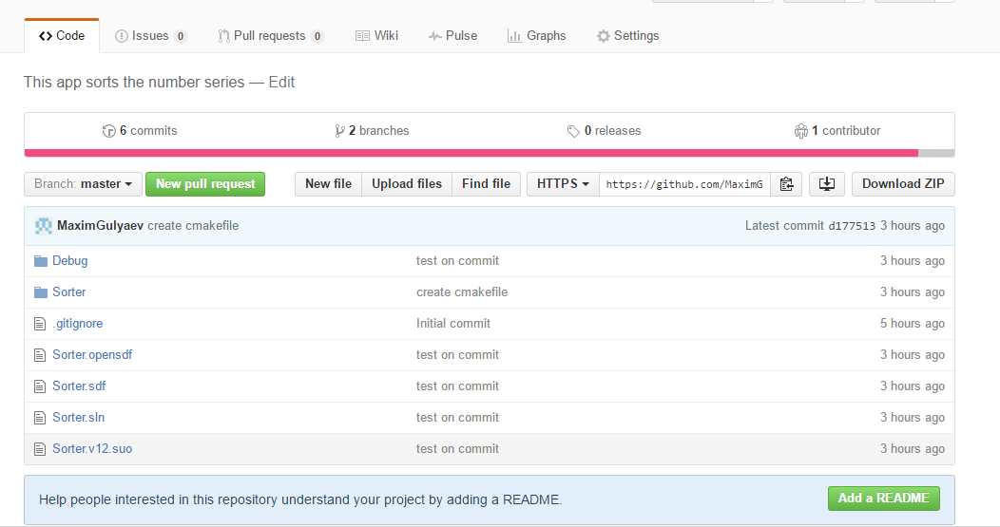 Code Issues 0 Pull requests 0 Wiki Pulse Graphs Settings
This app sorts the number series — Edit
6 commits 2 branches 0 releases 1 contributor
Branch: master New pull request New file Upload files Find file HTTPS https://github.com/MaximG Download ZIP
MaximGulyaev create cmakefile Latest commit d177513 3 hours ago
Debug test on commit 3 hours ago
Sorter create cmakefile 3 hours ago
.gitignore Initial commit 5 hours ago
Sorter.opensdf test on commit 3 hours ago
Sorter.sdf test on commit 3 hours ago
Sorter.sln test on commit 3 hours ago
Sorter.v12.suo test on commit 3 hours ago
Help people interested in this repository understand your project by adding a README. Add a README